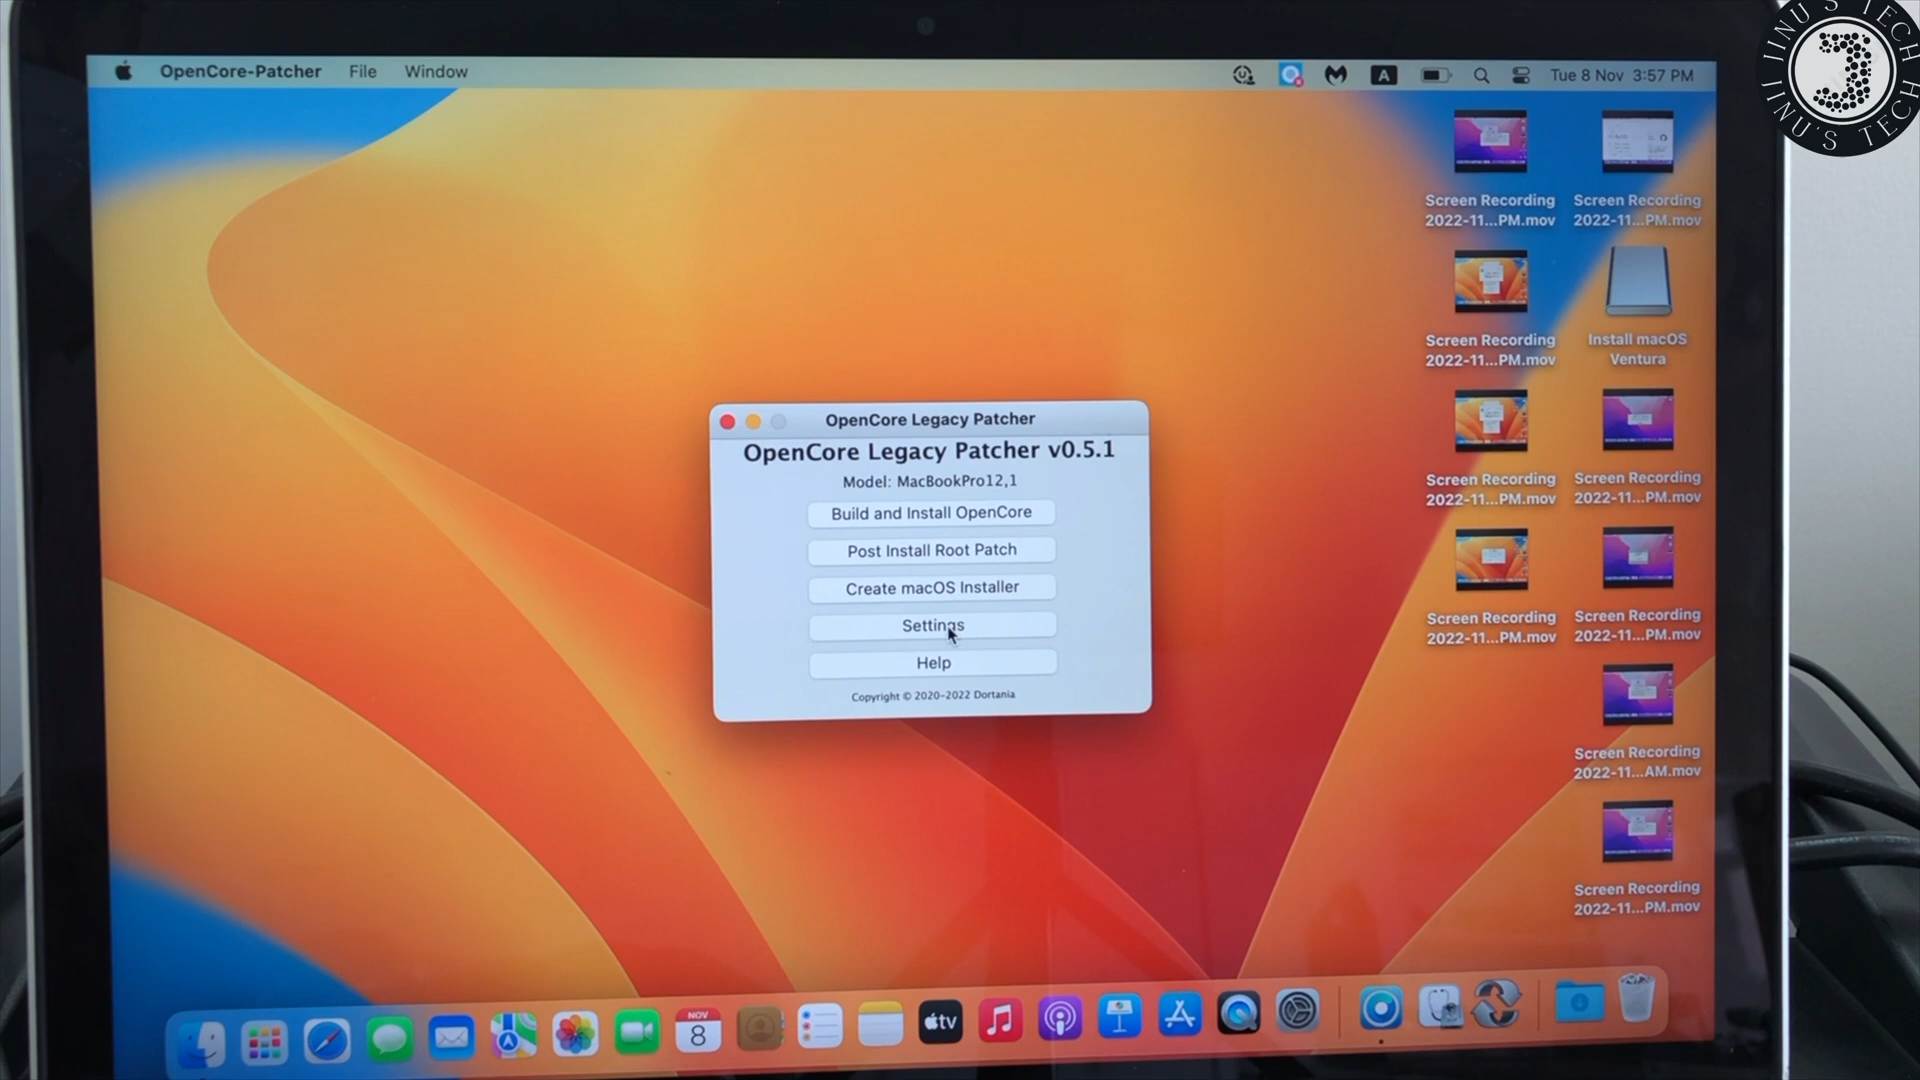 OpenCore-Patcher File Window
A
Tue 8 Nov 3:57 PM
JINU'S TECH
JINU'S TECH
Screen Recording
2022-11...PM.mov
Screen Recording
2022-11...PM.mov
Screen Recording
2022-11...PM.mov
Install macOS
Ventura
Screen Recording
2022-11...PM.mov
Screen Recording
2022-11...PM.mov
Screen Recording
2022-11...PM.mov
Screen Recording
2022-11...PM.mov
Screen Recording
2022-11...AM.mov
Screen Recording
2022-11...PM.mov
OpenCore Legacy Patcher
OpenCore Legacy Patcher v0.5.1
Model: MacBookPro12,1
Build and Install OpenCore
Post Install Root Patch
Create macOS Installer
Settings
Help
Copyright © 2020-2022 Dortania
NOV
8
tv